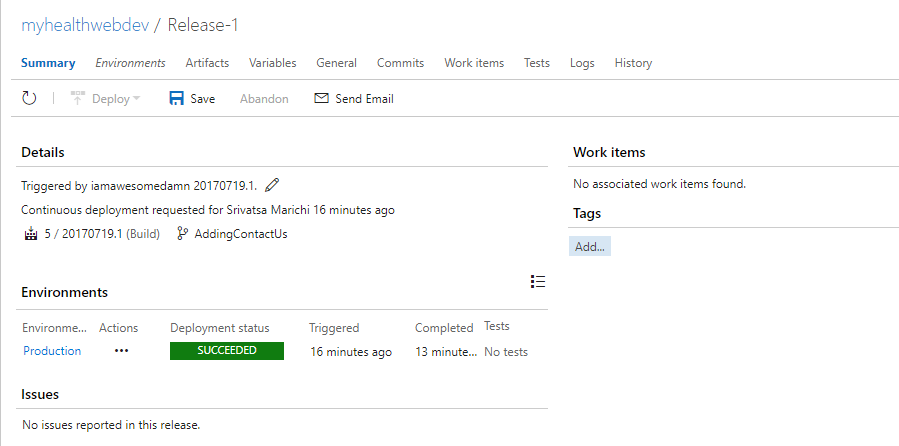 myhealthwebdev / Release-1
Summary Environments Artifacts Variables General Commits Work items Tests Logs History
Deploy Save Abandon Send Email
Details
Triggered by iamawesomedamn 20170719.1.
Continuous deployment requested for Srivatsa Marichi 16 minutes ago
5 / 20170719.1 (Build) AddingContactUs
Environments
Environme... Actions Deployment status Triggered Completed Tests
Production ••• SUCCEEDED 16 minutes ago 13 minute... No tests
Issues
No issues reported in this release.
Work items
No associated work items found.
Tags
Add...